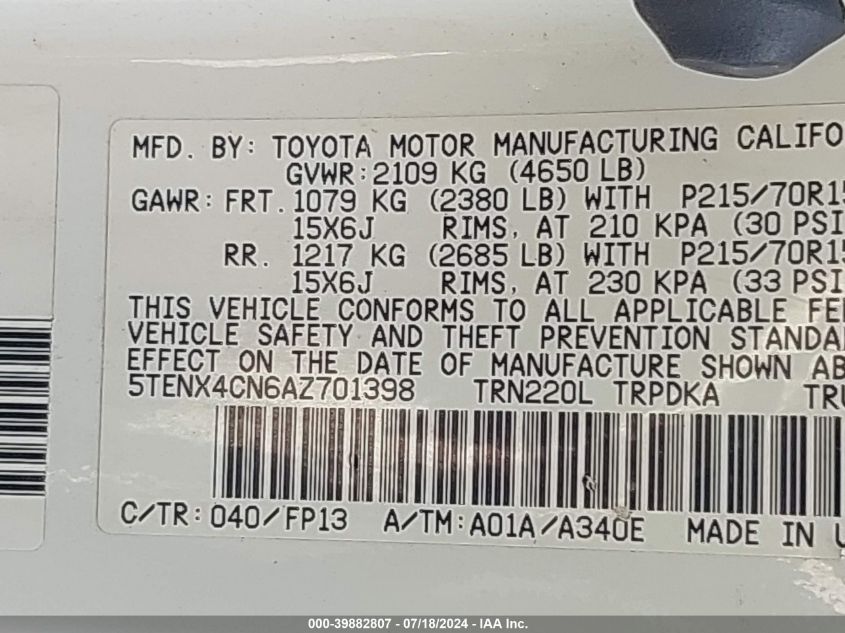 MFD. BY: TOYOTA MOTOR MANUFACTURING CALIFO
GVWR: 2109 KG (4650 LB)
GAWR: FRT. 1079 KG (2380 LB) WITH P215/70R15
15X6J RIMS, AT 210 KPA (30 PSI
RR. 1217 KG (2685 LB) WITH P215/70R15
15X6J RIMS, AT 230 KPA (33 PSI
THIS VEHICLE CONFORMS TO ALL APPLICABLE FE
VEHICLE SAFETY AND THEFT PREVENTION STANDA
EFFECT ON THE DATE OF MANUFACTURE SHOWN AB
5TENX4CN6AZ701398 TRN220L TRPDKA TRU
C/TR: 040/FP13 A/TM: A01A/A340E MADE IN U
000-39882807 - 07/18/2024 - IAA Inc.